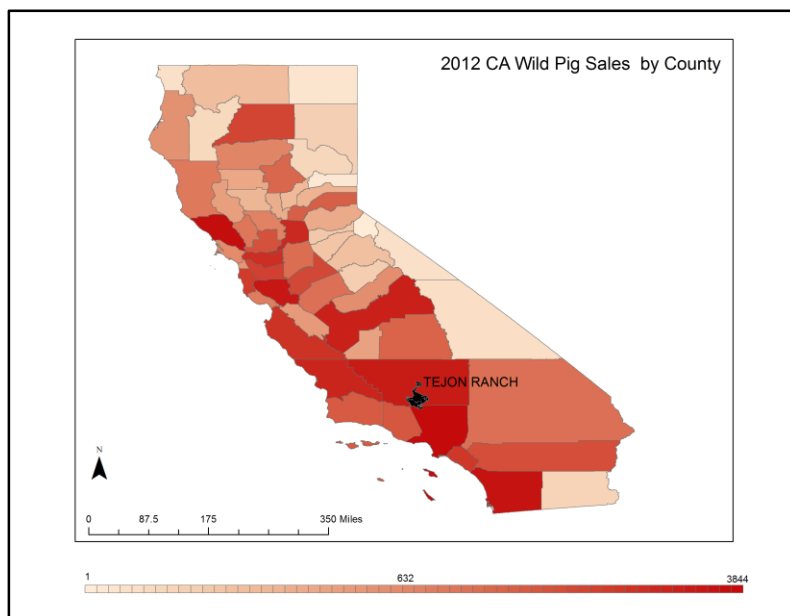 2012 CA Wild Pig Sales by County
TEJON RANCH
N
0 87.5 175 350 Miles
1 632 3844